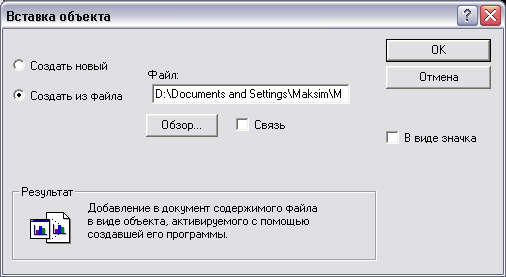 Вставка объекта
Создать новый
Создать из файла
Файл:
D:\Documents and Settings\Maksim\M
Обзор...
Связь
OK
Отмена
В виде значка
Результат
Добавление в документ содержимого файла
в виде объекта, активируемого с помощью
создавшей его программы.